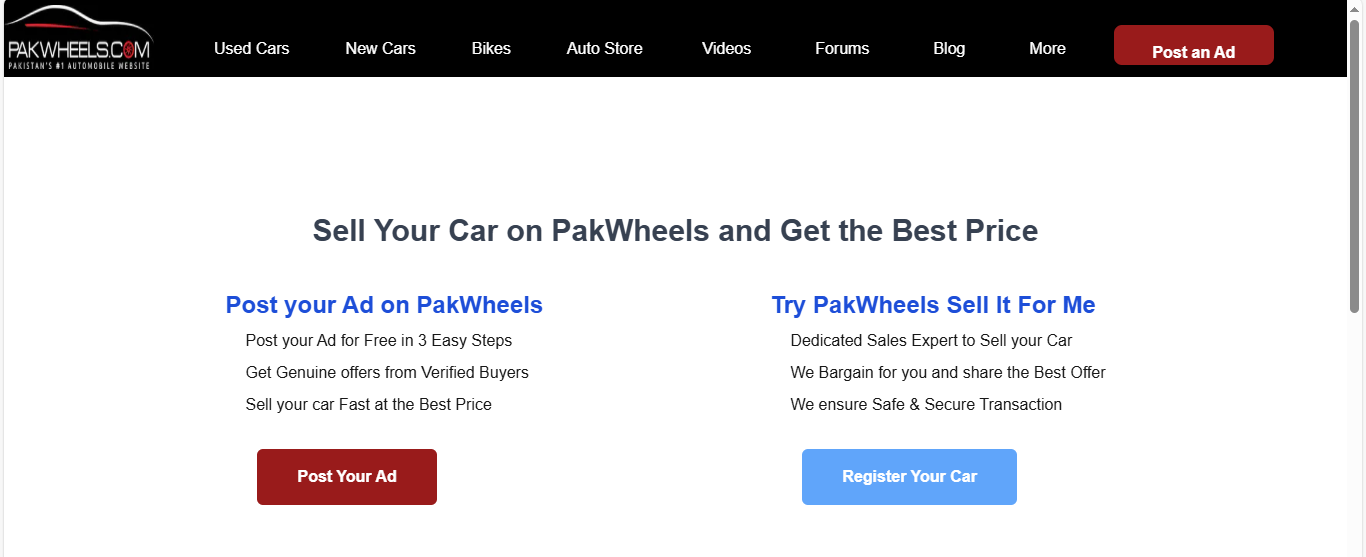 PAKWHEELS.COM
PAKISTAN'S #1 AUTOMOBILE WEBSITE
Used Cars New Cars Bikes Auto Store Videos Forums Blog More Post an Ad
Sell Your Car on PakWheels and Get the Best Price
Post your Ad on PakWheels
Post your Ad for Free in 3 Easy Steps
Get Genuine offers from Verified Buyers
Sell your car Fast at the Best Price
Post Your Ad
Try PakWheels Sell It For Me
Dedicated Sales Expert to Sell your Car
We Bargain for you and share the Best Offer
We ensure Safe & Secure Transaction
Register Your Car